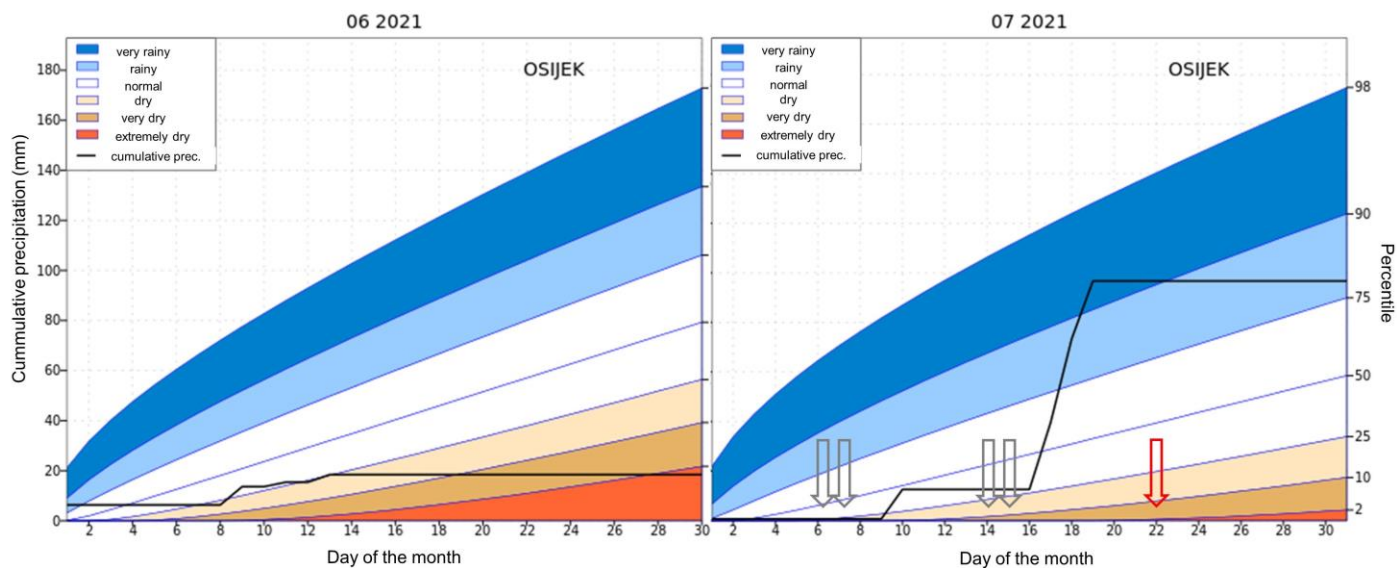 06 2021
very rainy
rainy
normal
dry
very dry
extremely dry
cumulative prec.
OSIJEK
Cummulative precipitation (mm)
180
160
140
120
100
80
60
40
20
0
2 4 6 8 10 12 14 16 18 20 22 24 26 28 30
Day of the month
07 2021
very rainy
rainy
normal
dry
very dry
extremely dry
cumulative prec.
OSIJEK
98
90
75
50
25
10
2
Percentile
2 4 6 8 10 12 14 16 18 20 22 24 26 28 30
Day of the month